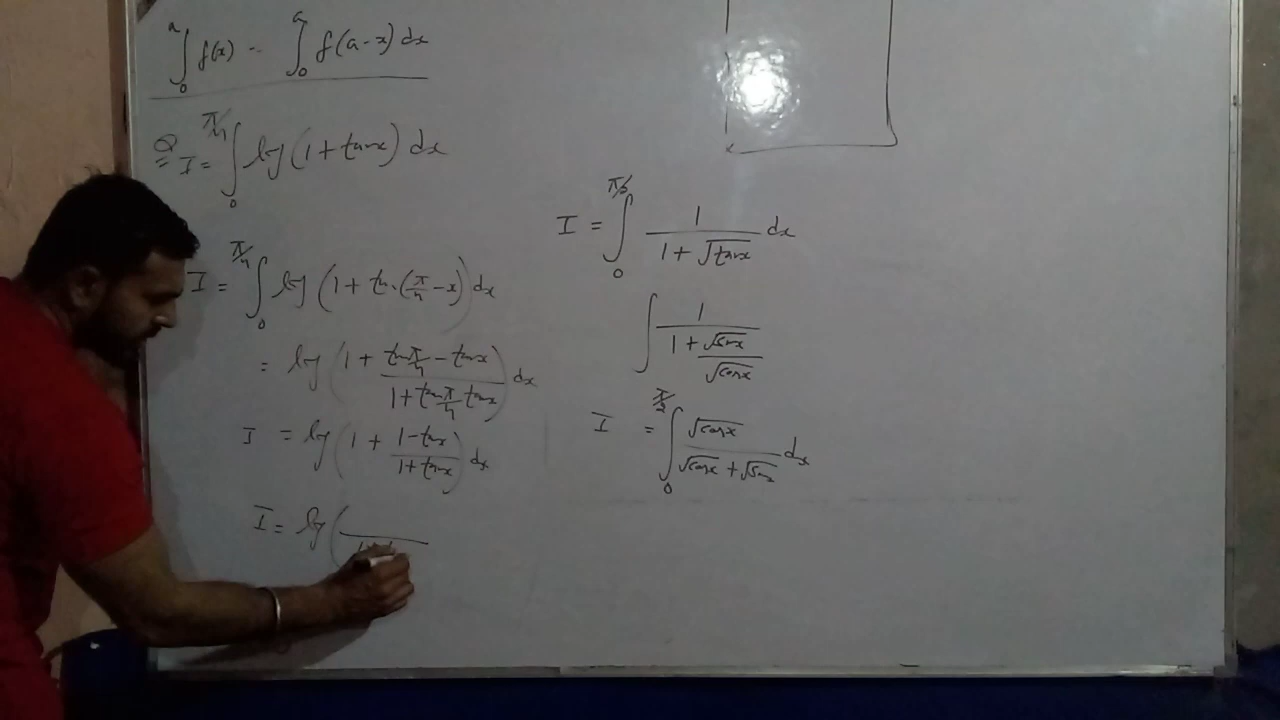 ∫₀ᵃ f(x) - ∫₀ᵃ f(a-x) dx
Q I = ∫₀^{π/4} log (1 + tanx) dx
I = ∫₀^{π/4} log (1 + tan (π/4 - x) dx
= log (1 + (tan π/4 - tanx)/(1 + tan π/4 tanx)) dx
I = log (1 + (1 - tanx)/(1 + tanx)) dx
I = log (
I = ∫₀^{π/2} 1/(1 + √tanx) dx
∫ 1/(1 + √sinx/√cosx)
I = ∫₀^{π/2} √cosx/(√cosx + √sinx) dx